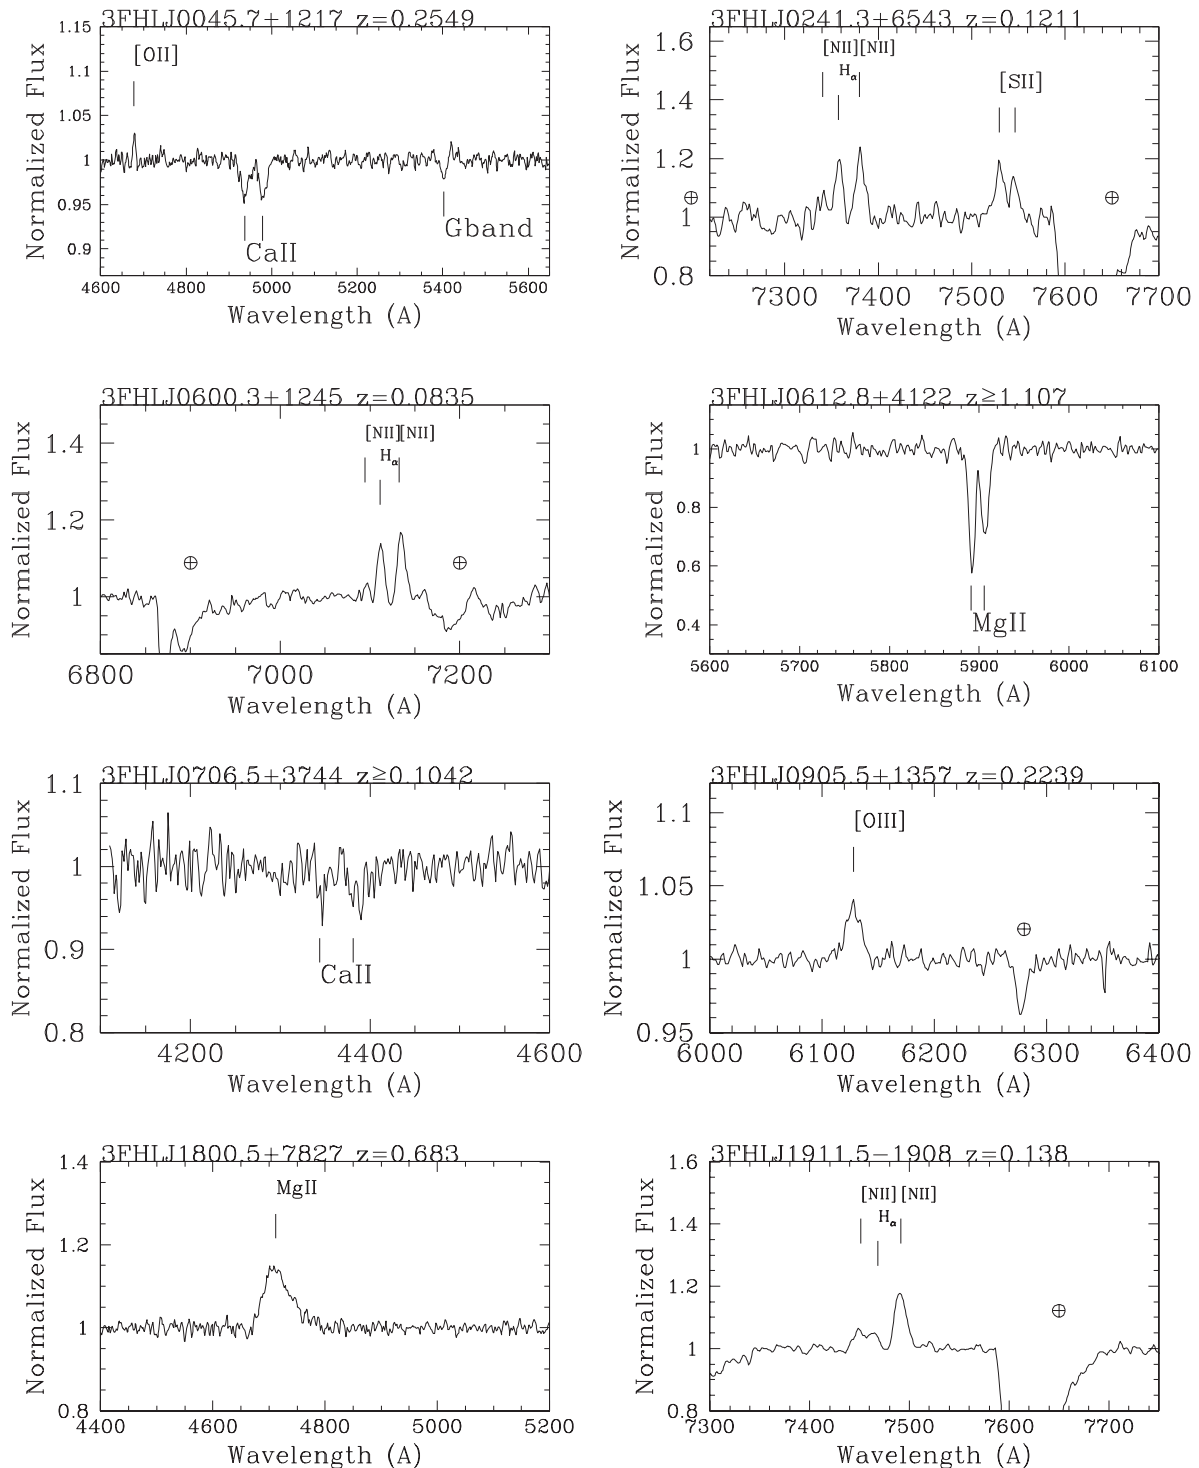 3FHLJ0045.7+1217 z=0.2549
1.15
1.1
1.05
1
0.95
0.9
Normalized Flux
[OII]
CaII
Gband
4600 4800 5000 5200 5400 5600
Wavelength (A)
3FHLJ0241.3+6543 z=0.1211
1.6
1.4
1.2
1
0.8
Normalized Flux
[NII][NII]
Hα
[SII]
⊕ ⊕
7300 7400 7500 7600 7700
Wavelength (A)
3FHLJ0600.3+1245 z=0.0835
1.4
1.2
1
Normalized Flux
[NII][NII]
Hα
⊕ ⊕
6800 7000 7200
Wavelength (A)
3FHLJ0612.8+4122 z≥1.107
1
0.8
0.6
0.4
Normalized Flux
MgII
5600 5700 5800 5900 6000 6100
Wavelength (A)
3FHLJ0706.5+3744 z≥0.1042
1.1
1
0.9
0.8
Normalized Flux
CaII
4200 4400 4600
Wavelength (A)
3FHLJ0905.5+1357 z=0.2239
1.1
1.05
1
0.95
Normalized Flux
[OIII]
⊕
6000 6100 6200 6300 6400
Wavelength (A)
3FHLJ1800.5+7827 z=0.683
1.4
1.2
1
0.8
Normalized Flux
MgII
4400 4600 4800 5000 5200
Wavelength (A)
3FHLJ1911.5−1908 z=0.138
1.6
1.4
1.2
1
0.8
Normalized Flux
[NII] [NII]
Hα
⊕
7300 7400 7500 7600 7700
Wavelength (A)